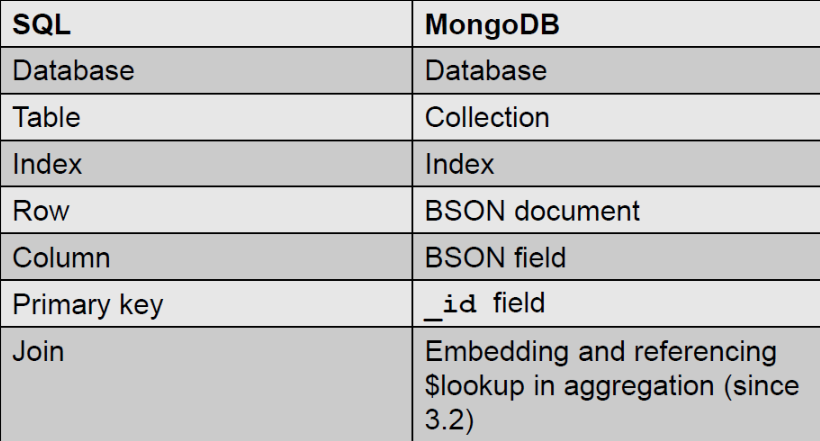 SQL MongoDB
Database Database
Table Collection
Index Index
Row BSON document
Column BSON field
Primary key _id field
Join Embedding and referencing
$lookup in aggregation (since
3.2)